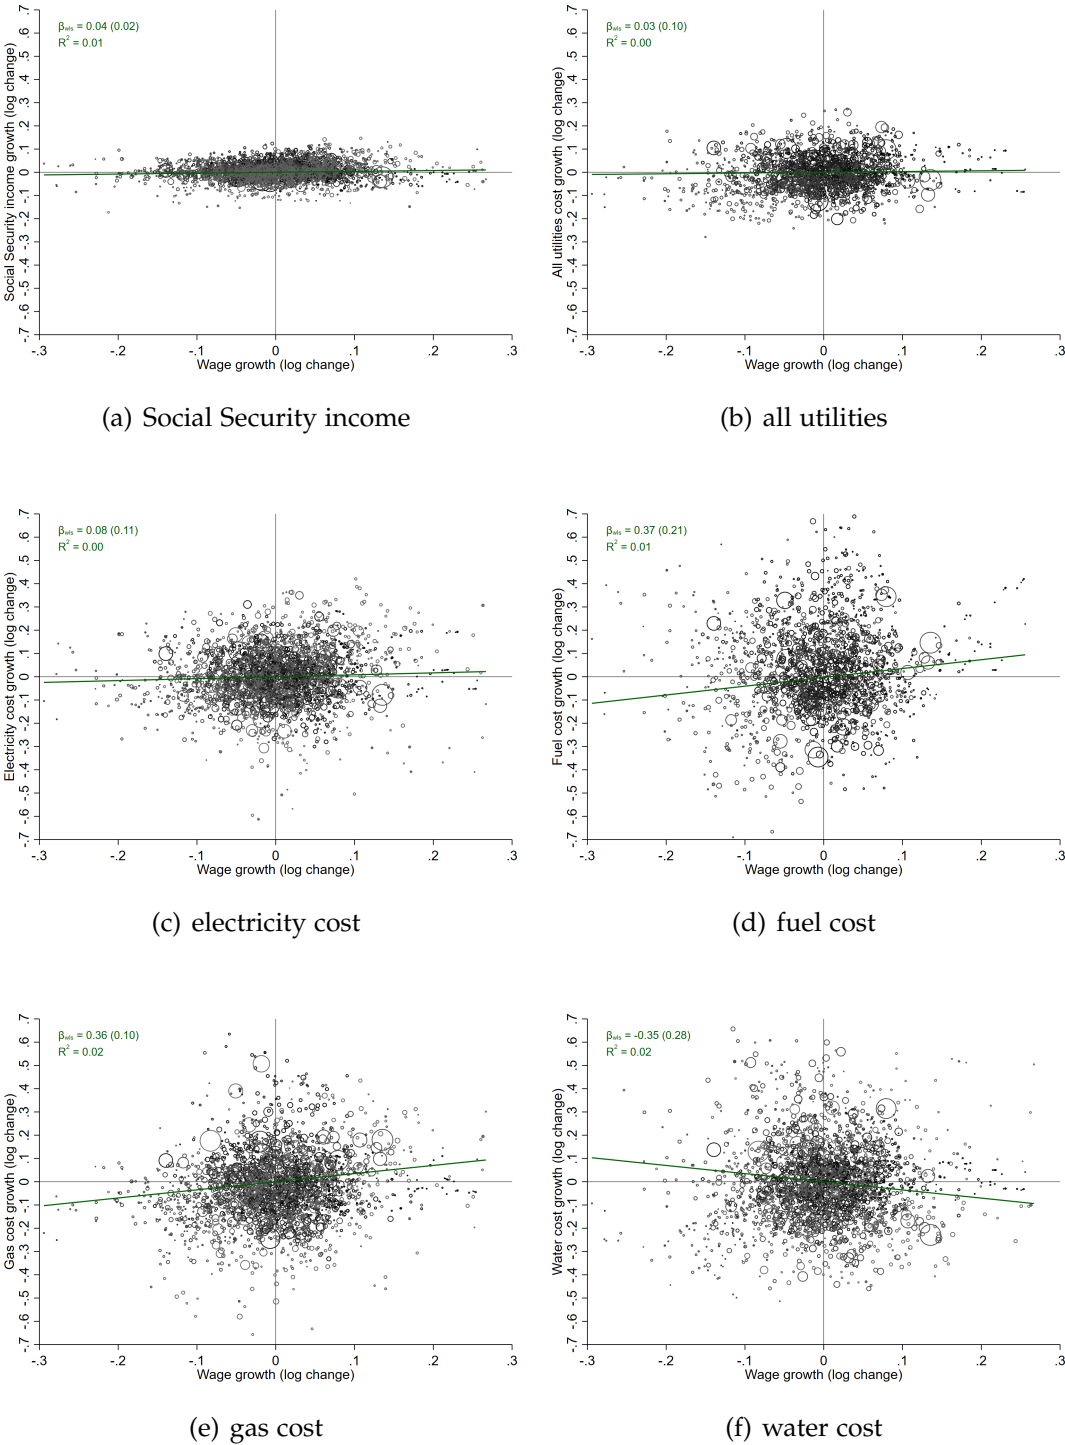 β_wls = 0.04 (0.02)
R² = 0.01
Social Security income growth (log change)
.7
.6
.5
.4
.3
.2
.1
0
-.1
-.2
-.3
-.4
-.5
-.6
-.7
-.3 -.2 -.1 0 .1 .2 .3
Wage growth (log change)
(a) Social Security income
β_wls = 0.03 (0.10)
R² = 0.00
All utilities cost growth (log change)
.7
.6
.5
.4
.3
.2
.1
0
-.1
-.2
-.3
-.4
-.5
-.6
-.7
-.3 -.2 -.1 0 .1 .2 .3
Wage growth (log change)
(b) all utilities
β_wls = 0.08 (0.11)
R² = 0.00
Electricity cost growth (log change)
.7
.6
.5
.4
.3
.2
.1
0
-.1
-.2
-.3
-.4
-.5
-.6
-.7
-.3 -.2 -.1 0 .1 .2 .3
Wage growth (log change)
(c) electricity cost
β_wls = 0.37 (0.21)
R² = 0.01
Fuel cost growth (log change)
.7
.6
.5
.4
.3
.2
.1
0
-.1
-.2
-.3
-.4
-.5
-.6
-.7
-.3 -.2 -.1 0 .1 .2 .3
Wage growth (log change)
(d) fuel cost
β_wls = 0.36 (0.10)
R² = 0.02
Gas cost growth (log change)
.7
.6
.5
.4
.3
.2
.1
0
-.1
-.2
-.3
-.4
-.5
-.6
-.7
-.3 -.2 -.1 0 .1 .2 .3
Wage growth (log change)
(e) gas cost
β_wls = -0.35 (0.28)
R² = 0.02
Water cost growth (log change)
.7
.6
.5
.4
.3
.2
.1
0
-.1
-.2
-.3
-.4
-.5
-.6
-.7
-.3 -.2 -.1 0 .1 .2 .3
Wage growth (log change)
(f) water cost